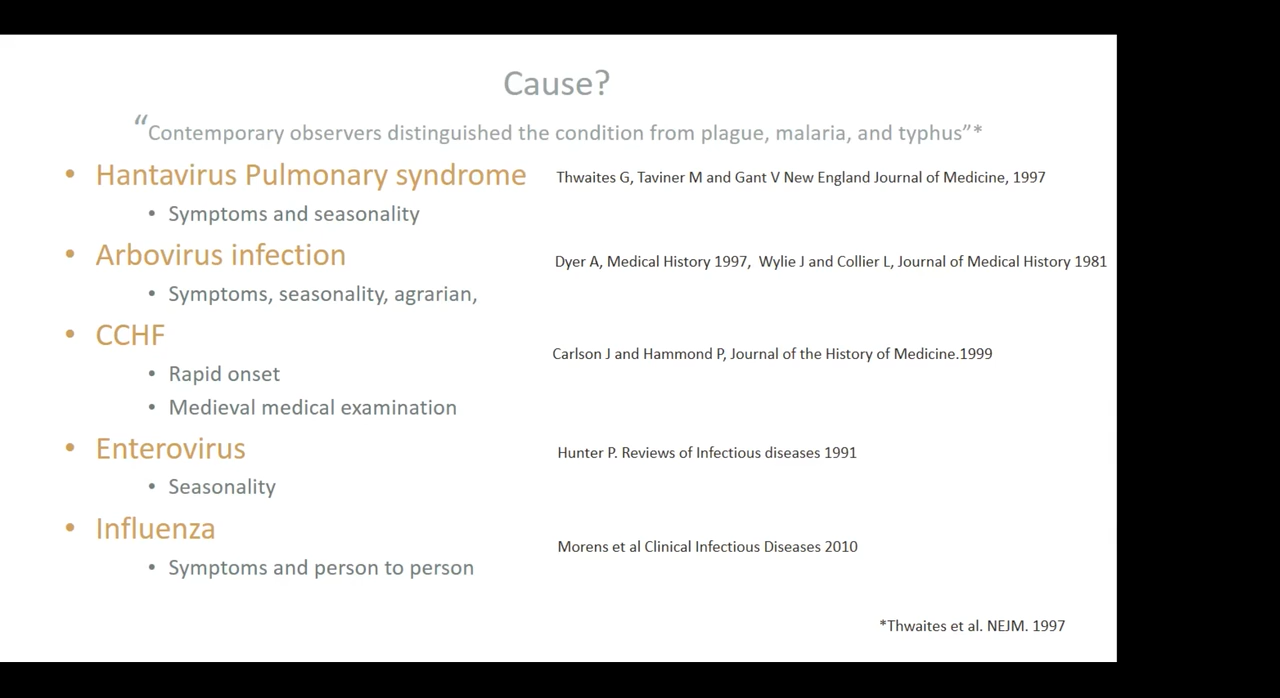 Cause?
“Contemporary observers distinguished the condition from plague, malaria, and typhus”*
• Hantavirus Pulmonary syndrome
Thwaites G, Taviner M and Gant V New England Journal of Medicine, 1997
• Symptoms and seasonality
• Arbovirus infection
Dyer A, Medical History 1997, Wylie J and Collier L, Journal of Medical History 1981
• Symptoms, seasonality, agrarian,
• CCHF
Carlson J and Hammond P, Journal of the History of Medicine.1999
• Rapid onset
• Medieval medical examination
• Enterovirus
Hunter P. Reviews of Infectious diseases 1991
• Seasonality
• Influenza
Morens et al Clinical Infectious Diseases 2010
• Symptoms and person to person
*Thwaites et al. NEJM. 1997